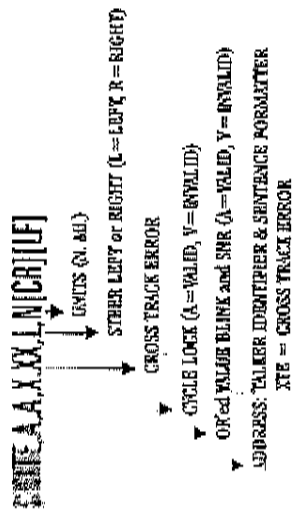 A,A,X.XX,L,N[CR][LF]
UNITS (N. MI.)
STEER LEFT or RIGHT (L = LEFT, R = RIGHT)
CROSS TRACK ERROR
CYCLE LOCK (A = VALID, V = INVALID)
OR'ed VALUE BLINK and SNR (A = VALID, V = INVALID)
ADDRESS: TALKER IDENTIFIER & SENTENCE FORMATTER
XTE = CROSS TRACK ERROR